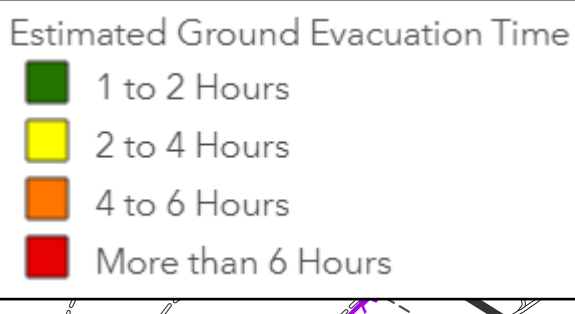 Estimated Ground Evacuation Time
1 to 2 Hours
2 to 4 Hours
4 to 6 Hours
More than 6 Hours